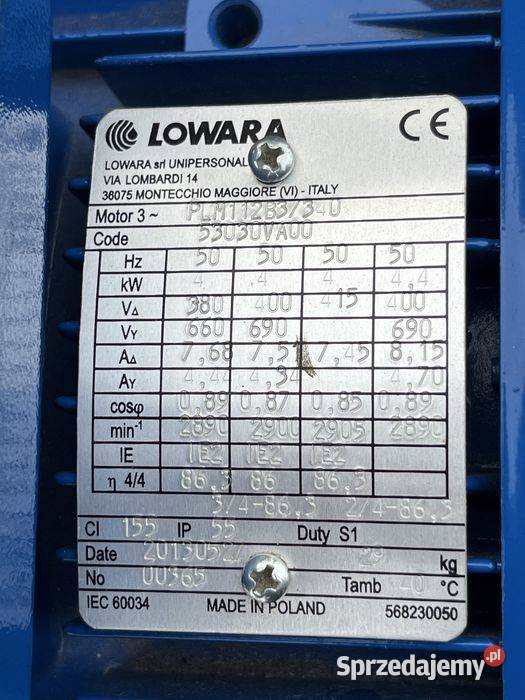 LOWARA CE
LOWARA srl UNIPERSONAL
VIA LOMBARDI 14
36075 MONTECCHIO MAGGIORE (VI) - ITALY
Motor 3 ~ PLM112B3/340
Code 53030VA00
Hz 50 50 50 50
kW 4 4 4 4,4
V∆ 380 400 415 400
VY 660 690 690
A∆ 7,68 7,51 7,45 8,15
AY 4,44 4,34 4,70
cosφ 0,89 0,87 0,85 0,89
min-1 2890 2900 2905 2890
IE IE2 IE2 IE2
η 4/4 86,3 86 86,3
3/4-86,3 2/4-86,3
Cl 155 IP 55 Duty S1
Date 2013052 kg
No 00365 Tamb 40 °C
IEC 60034 MADE IN POLAND 568230050
Sprzedajemy.pl